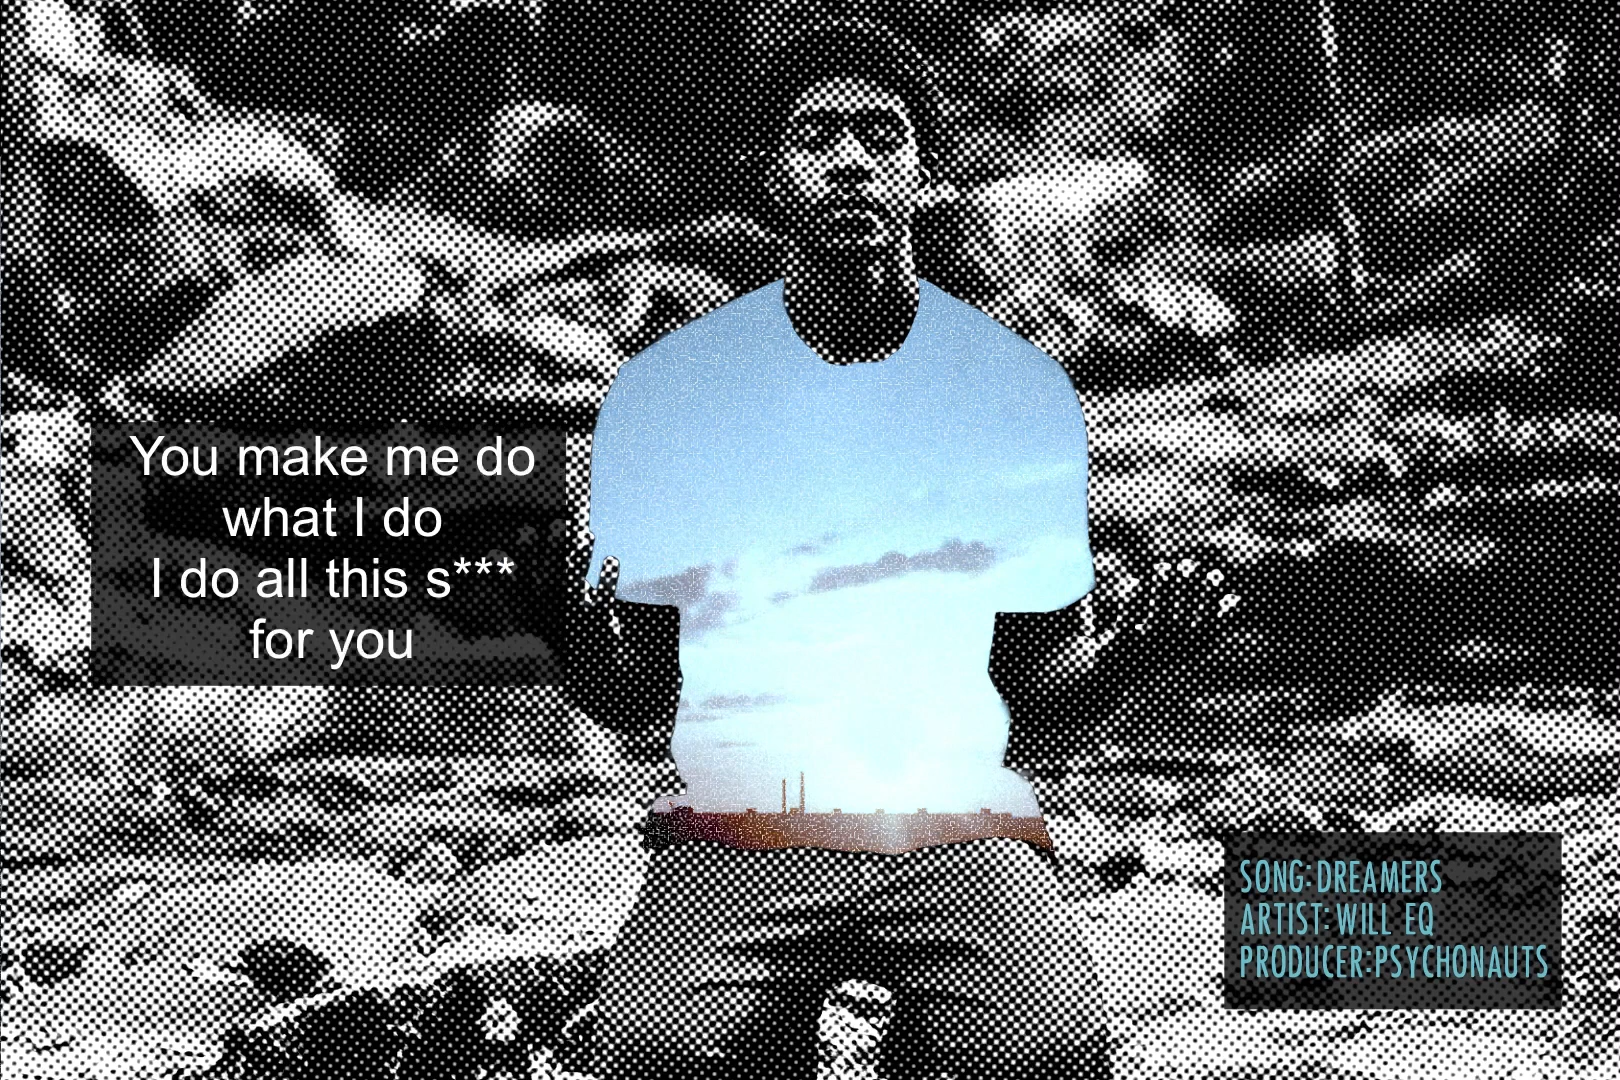 You make me do
what I do
I do all this s***
for you
SONG:DREAMERS
ARTIST:WILL EQ
PRODUCER:PSYCHONAUTS